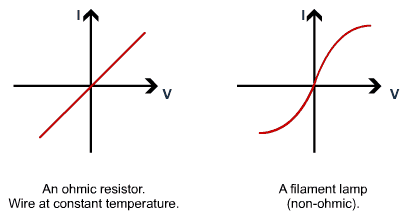 I
V
I
V
An ohmic resistor.
Wire at constant temperature.
A filament lamp
(non-ohmic).